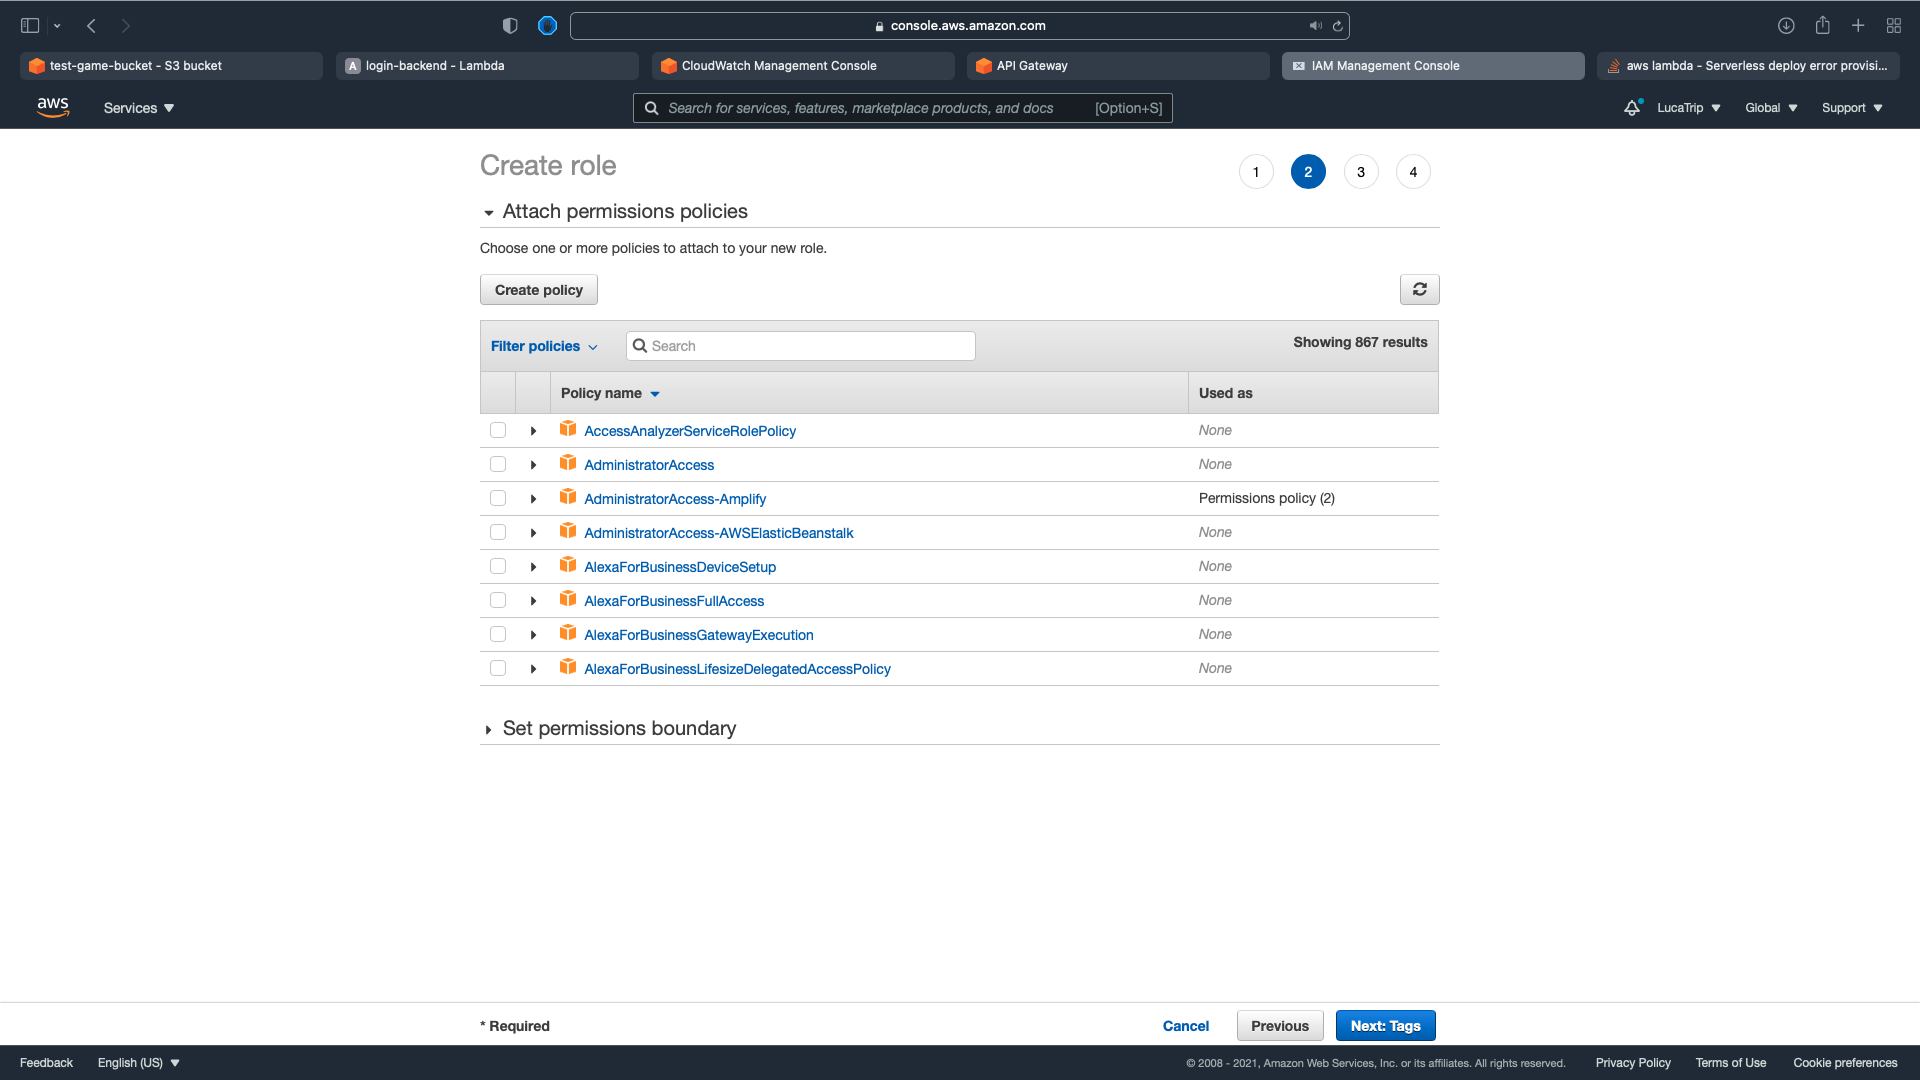 console.aws.amazon.com
test-game-bucket - S3 bucket
A login-backend - Lambda
CloudWatch Management Console
API Gateway
IAM Management Console
aws lambda - Serverless deploy error provisi...
aws
Services
Search for services, features, marketplace products, and docs [Option+S]
LucaTrip
Global
Support
Create role
1 2 3 4
Attach permissions policies
Choose one or more policies to attach to your new role.
Create policy
Filter policies
Search
Showing 867 results
Policy name Used as
AccessAnalyzerServiceRolePolicy None
AdministratorAccess None
AdministratorAccess-Amplify Permissions policy (2)
AdministratorAccess-AWSElasticBeanstalk None
AlexaForBusinessDeviceSetup None
AlexaForBusinessFullAccess None
AlexaForBusinessGatewayExecution None
AlexaForBusinessLifesizeDelegatedAccessPolicy None
Set permissions boundary
* Required
Cancel
Previous
Next: Tags
Feedback
English (US)
© 2008 - 2021, Amazon Web Services, Inc. or its affiliates. All rights reserved.
Privacy Policy
Terms of Use
Cookie preferences